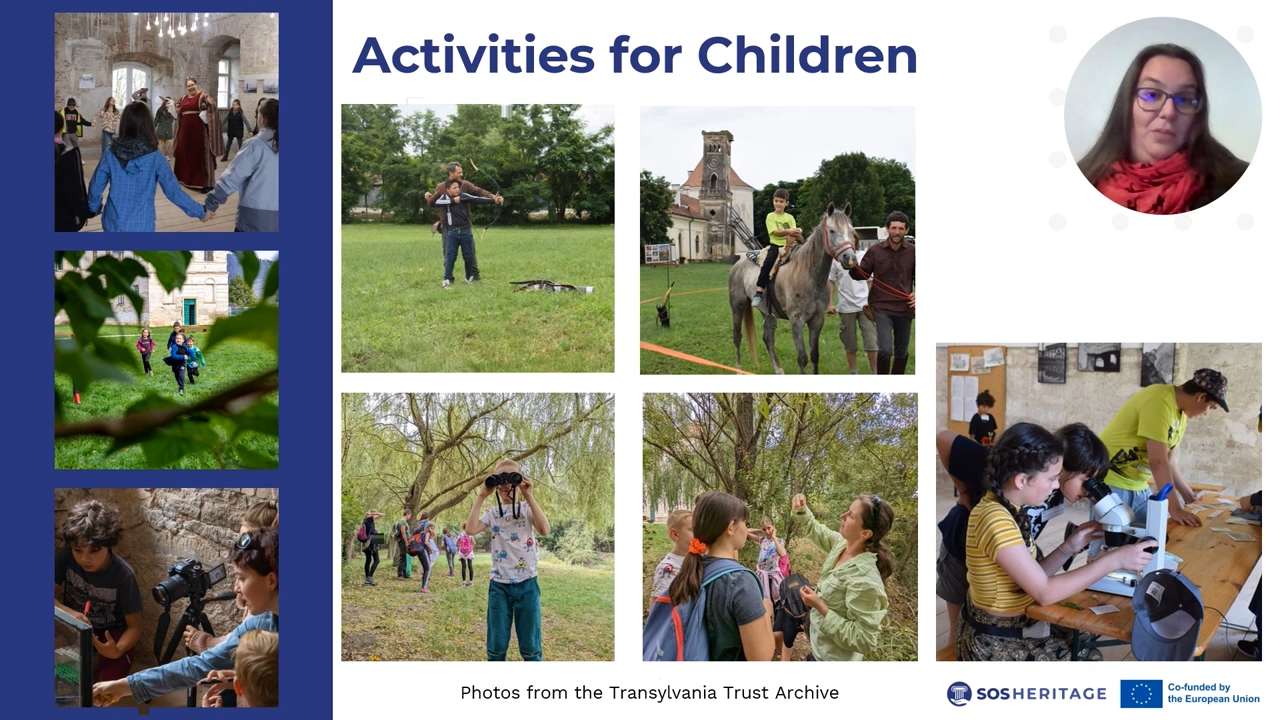 Activities for Children
Photos from the Transylvania Trust Archive
SOSHERITAGE
Co-funded by
the European Union